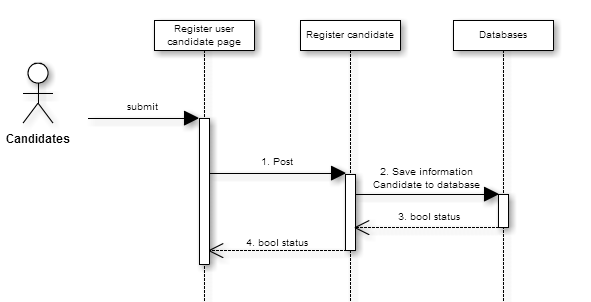 Register user
candidate page
Register candidate
Databases
submit
Candidates
1. Post
2. Save information
Candidate to database
3. bool status
4. bool status